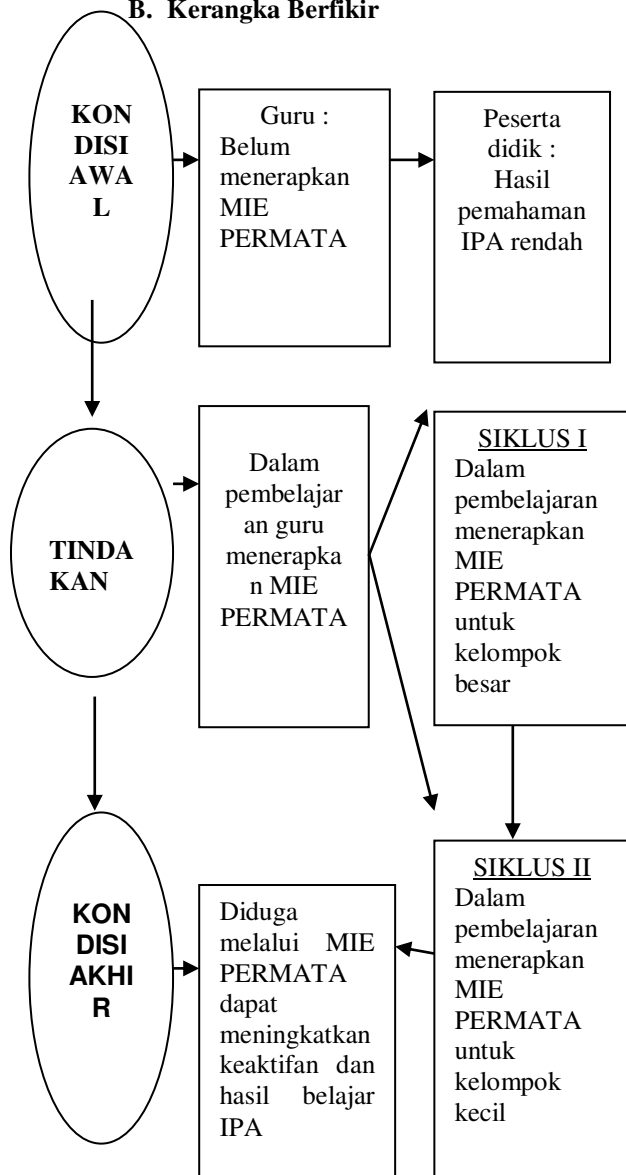 B. Kerangka Berfikir
KON
DISI
AWA
L
Guru :
Belum
menerapkan
MIE
PERMATA
Peserta
didik :
Hasil
pemahaman
IPA rendah
TINDA
KAN
Dalam
pembelajar
an guru
menerapka
n MIE
PERMATA
SIKLUS I
Dalam
pembelajaran
menerapkan
MIE
PERMATA
untuk
kelompok
besar
KON
DISI
AKHI
R
Diduga
melalui MIE
PERMATA
dapat
meningkatkan
keaktifan dan
hasil belajar
IPA
SIKLUS II
Dalam
pembelajaran
menerapkan
MIE
PERMATA
untuk
kelompok
kecil